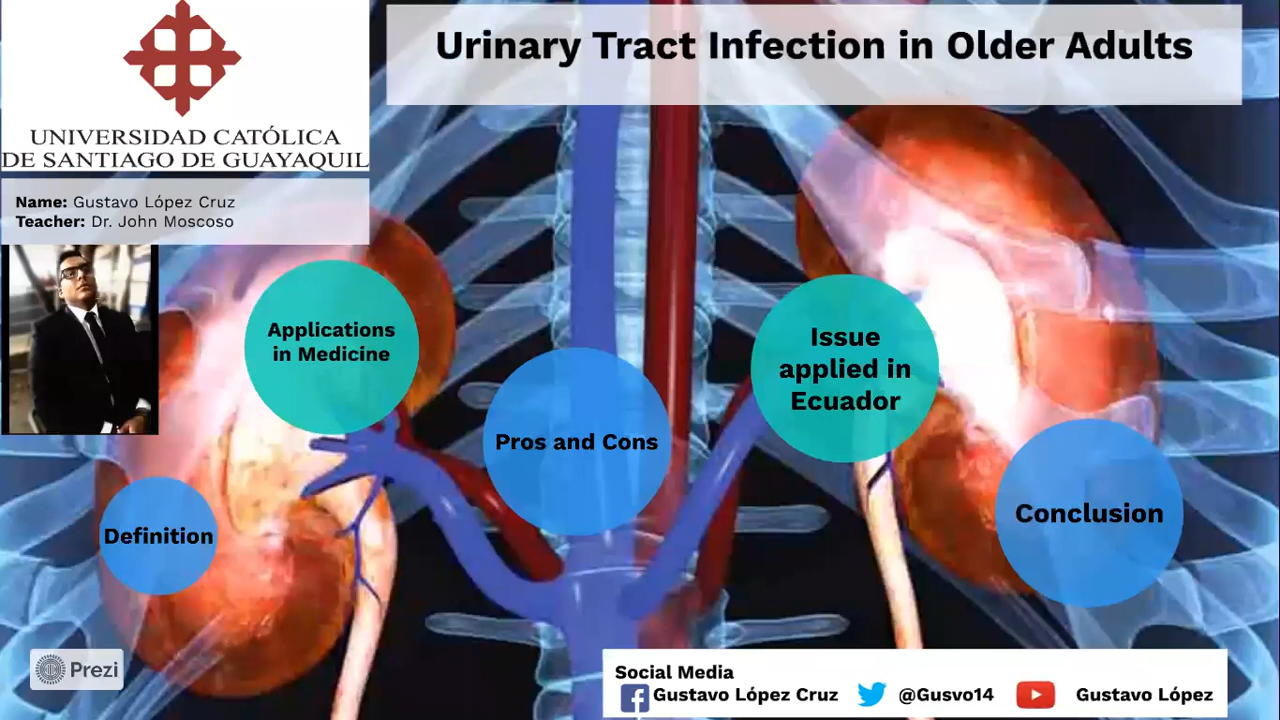 Urinary Tract Infection in Older Adults
UNIVERSIDAD CATÓLICA
DE SANTIAGO DE GUAYAQUIL
Name: Gustavo López Cruz
Teacher: Dr. John Moscoso
Applications
in Medicine
Issue
applied in
Ecuador
Pros and Cons
Conclusion
Definition
Prezi
Social Media
Gustavo López Cruz @Gusvo14 Gustavo López